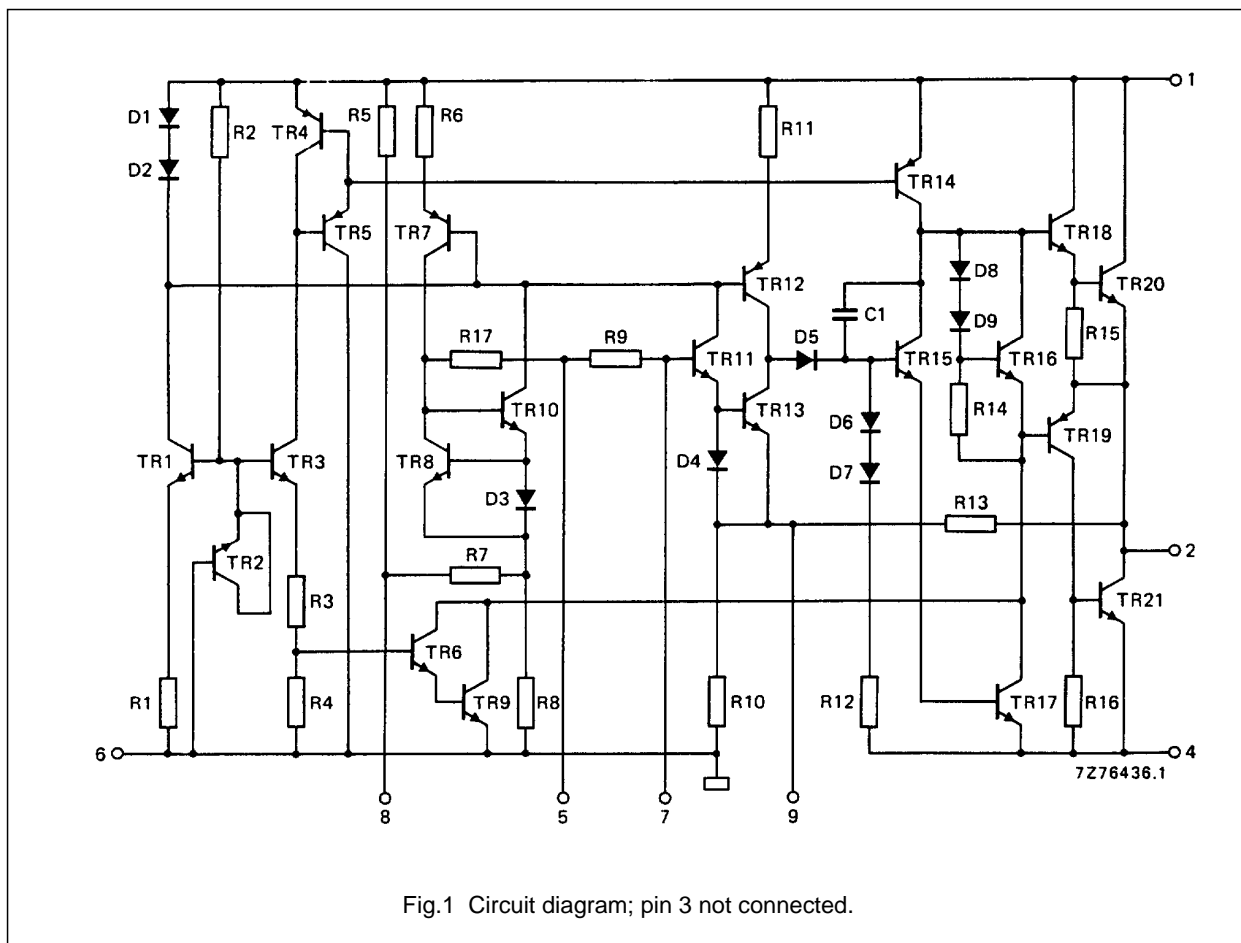 1
D1
R2
TR4
R5
R6
R11
D2
TR14
TR5
TR7
TR18
D8
TR12
TR20
C1
D9
R15
R17
R9
D5
TR11
TR15
TR16
TR10
TR13
R14
D6
TR19
TR1
TR3
TR8
D4
D7
D3
R13
R7
TR2
2
R3
TR21
TR6
R1
R4
TR9
R8
R10
R12
TR17
R16
6
4
7Z76436.1
8
5
7
9
Fig.1 Circuit diagram; pin 3 not connected.